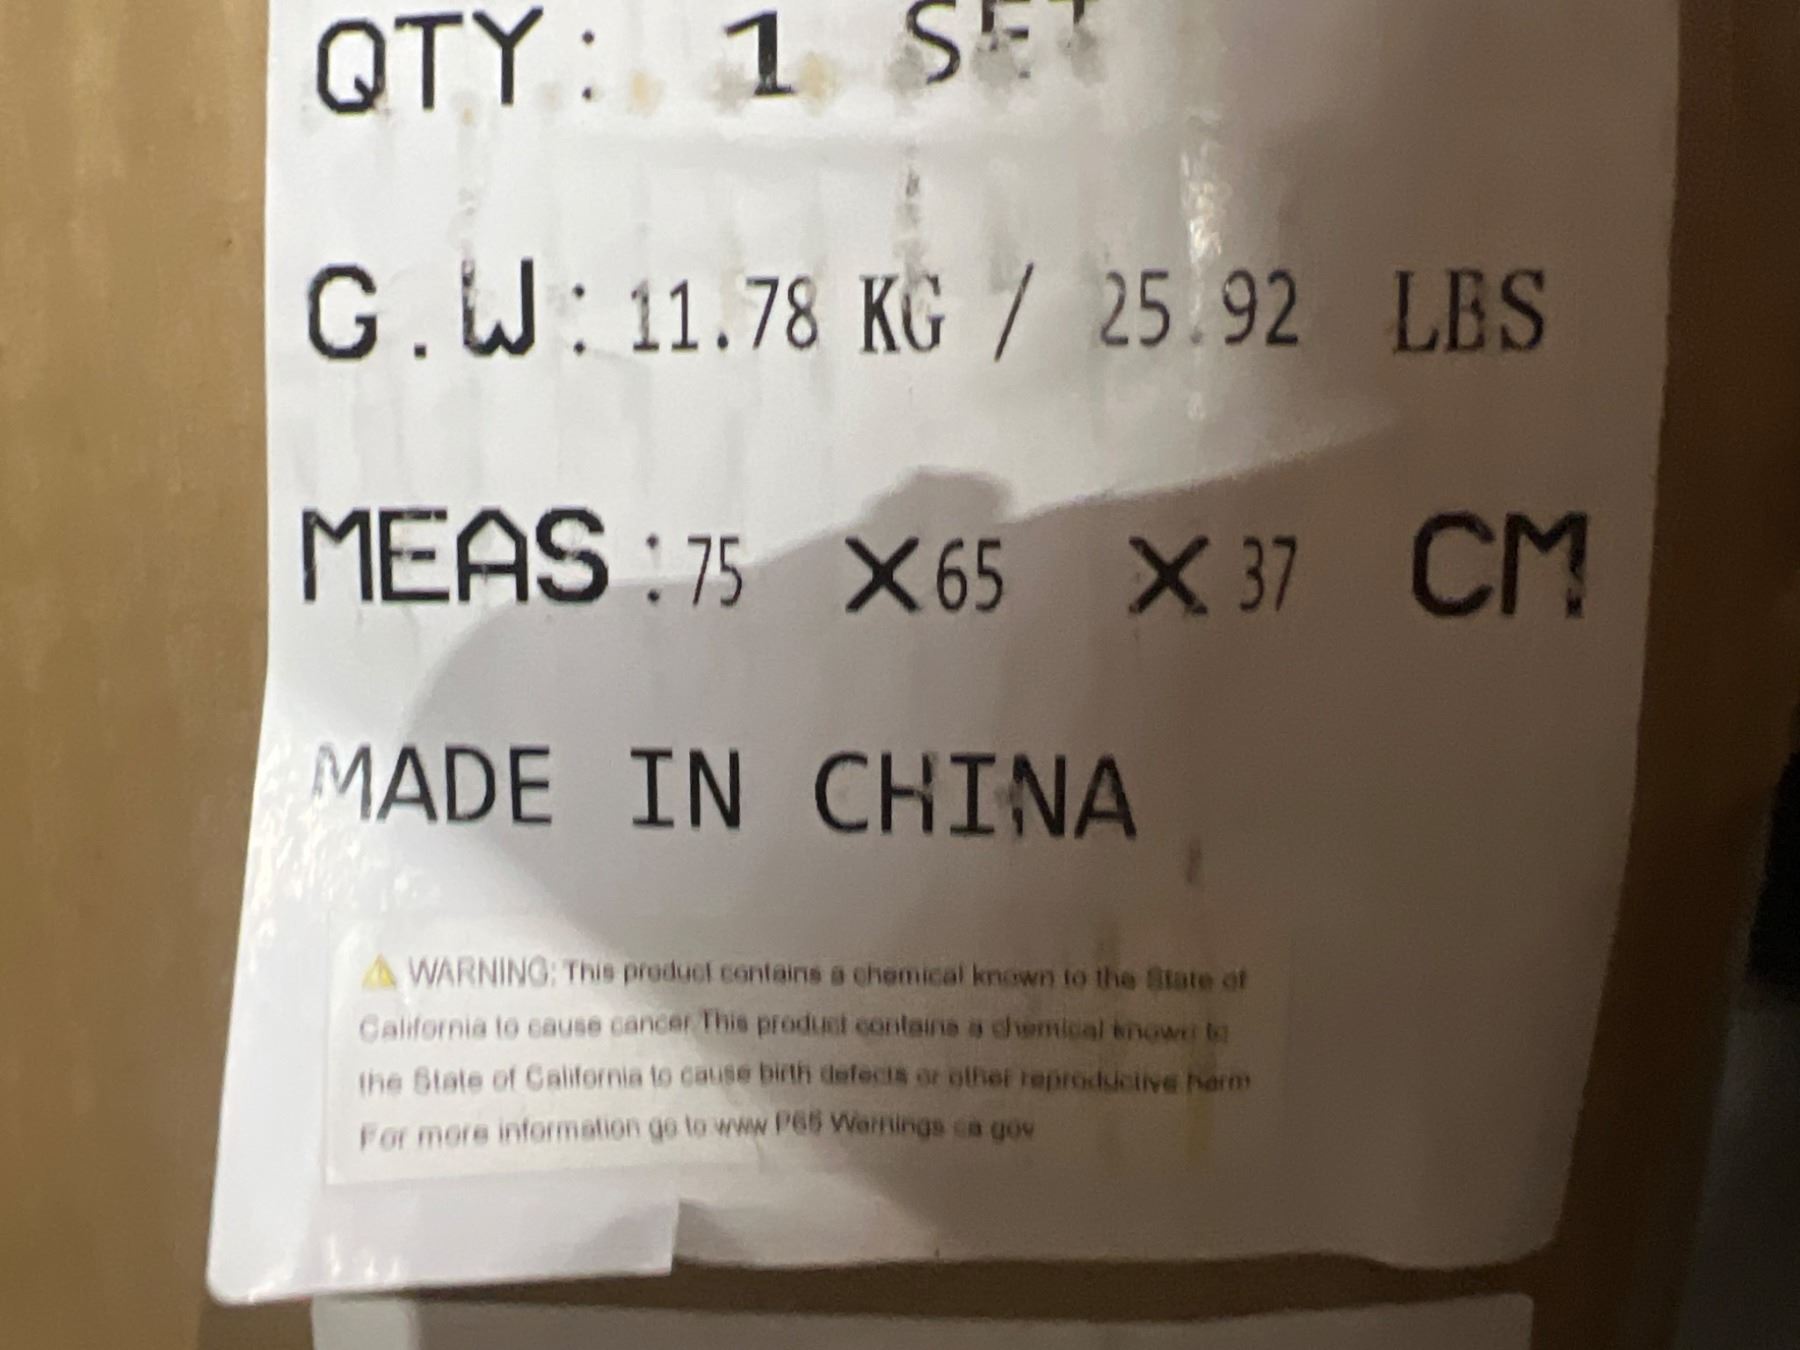 QTY: 1 SET
G.W: 11.78 KG / 25.92 LBS
MEAS: 75 X 65 X 37 CM
MADE IN CHINA
⚠ WARNING: This product contains a chemical known to the State of
California to cause cancer. This product contains a chemical known to
the State of California to cause birth defects or other reproductive harm
For more information go to www P65 Warnings ca gov